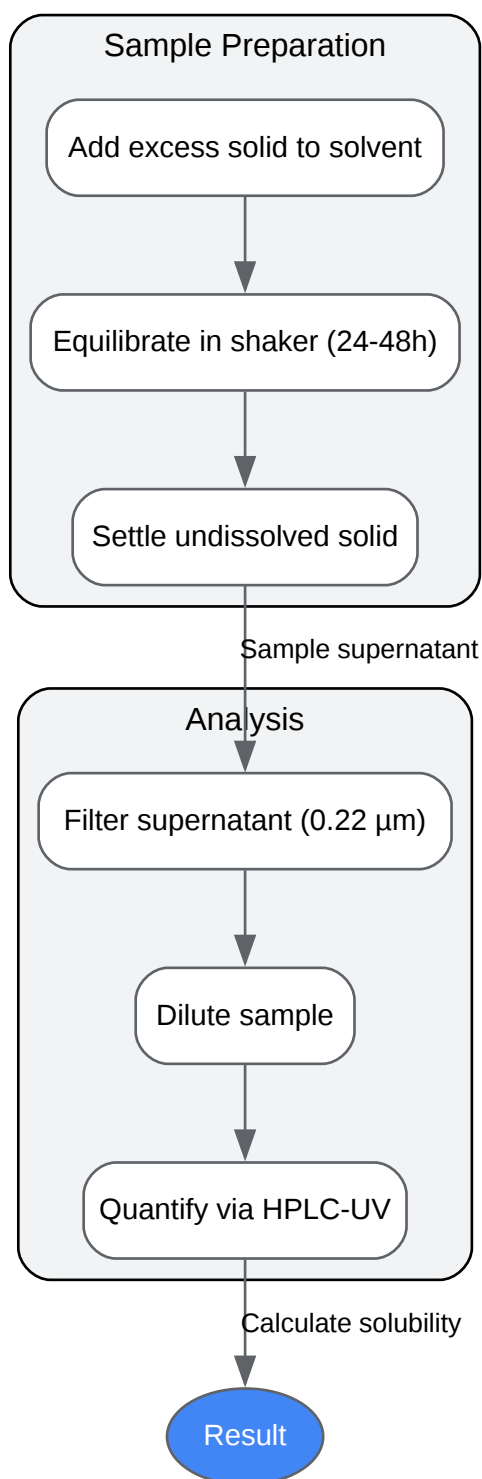 Sample Preparation
Add excess solid to solvent
Equilibrate in shaker (24-48h)
Settle undissolved solid
Sample supernatant
Analysis
Filter supernatant (0.22 µm)
Dilute sample
Quantify via HPLC-UV
Calculate solubility
Result